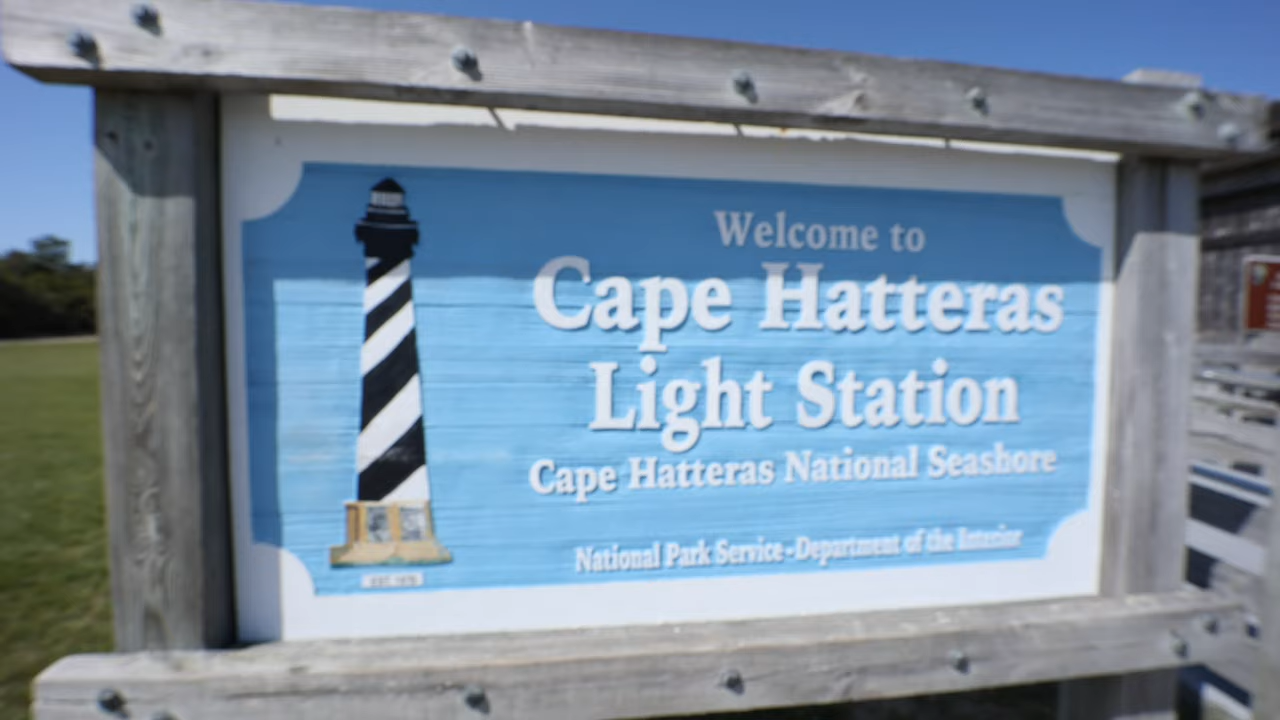 Welcome to
Cape Hatteras
Light Station
Cape Hatteras National Seashore
National Park Service - Department of the Interior